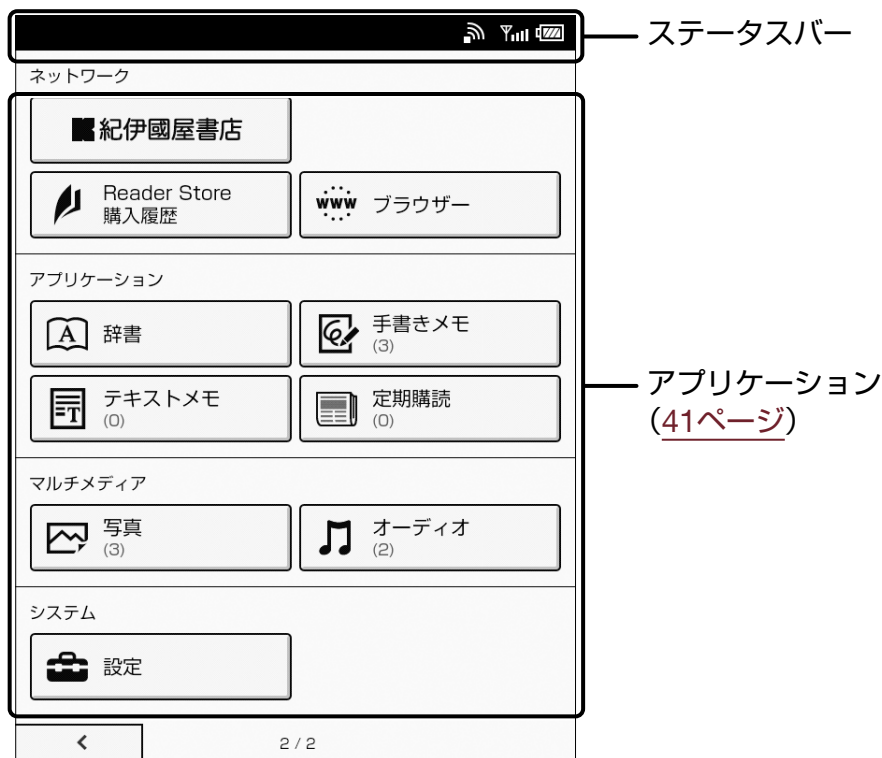 ステータスバー
ネットワーク
紀伊國屋書店
Reader Store
購入履歴
www ブラウザー
アプリケーション
A 辞書
手書きメモ
(3)
T テキストメモ
(0)
定期購読
(0)
アプリケーション
(41ページ)
マルチメディア
写真
(3)
オーディオ
(2)
システム
設定
2 / 2